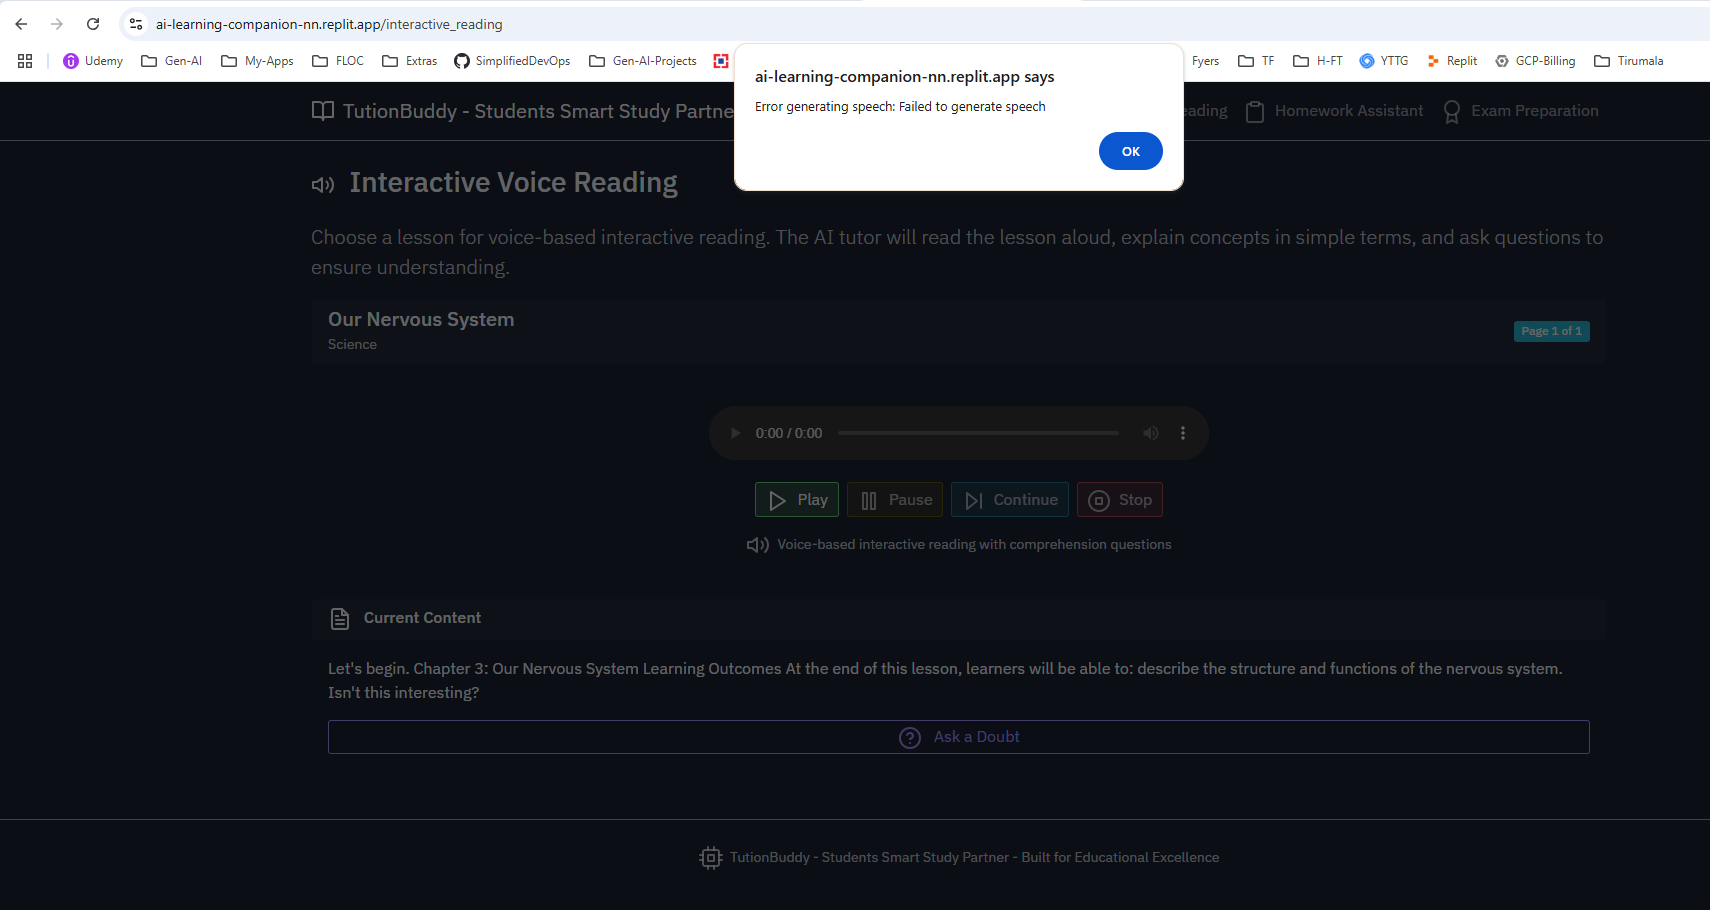 ai-learning-companion-nn.replit.app/interactive_reading
Udemy Gen-AI My-Apps FLOC Extras SimplifiedDevOps Gen-AI-Projects Fyers TF H-FT YTTG Replit GCP-Billing Tirumala
ai-learning-companion-nn.replit.app says
Error generating speech: Failed to generate speech
OK
TutionBuddy - Students Smart Study Partne
eading Homework Assistant Exam Preparation
Interactive Voice Reading
Choose a lesson for voice-based interactive reading. The AI tutor will read the lesson aloud, explain concepts in simple terms, and ask questions to
ensure understanding.
Our Nervous System
Science
Page 1 of 1
0:00 / 0:00
Play Pause Continue Stop
Voice-based interactive reading with comprehension questions
Current Content
Let's begin. Chapter 3: Our Nervous System Learning Outcomes At the end of this lesson, learners will be able to: describe the structure and functions of the nervous system.
Isn't this interesting?
Ask a Doubt
TutionBuddy - Students Smart Study Partner - Built for Educational Excellence